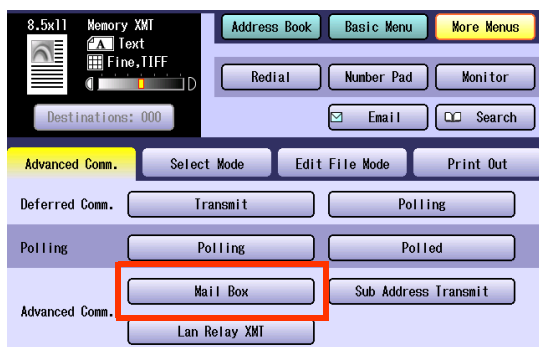 8.5x11 Memory XMT
A Text
Fine,TIFF
D
Destinations: 000
Address Book Basic Menu More Menus
Redial Number Pad Monitor
Email Search
Advanced Comm. Select Mode Edit File Mode Print Out
Deferred Comm. Transmit Polling
Polling Polling Polled
Mail Box Sub Address Transmit
Advanced Comm.
Lan Relay XMT